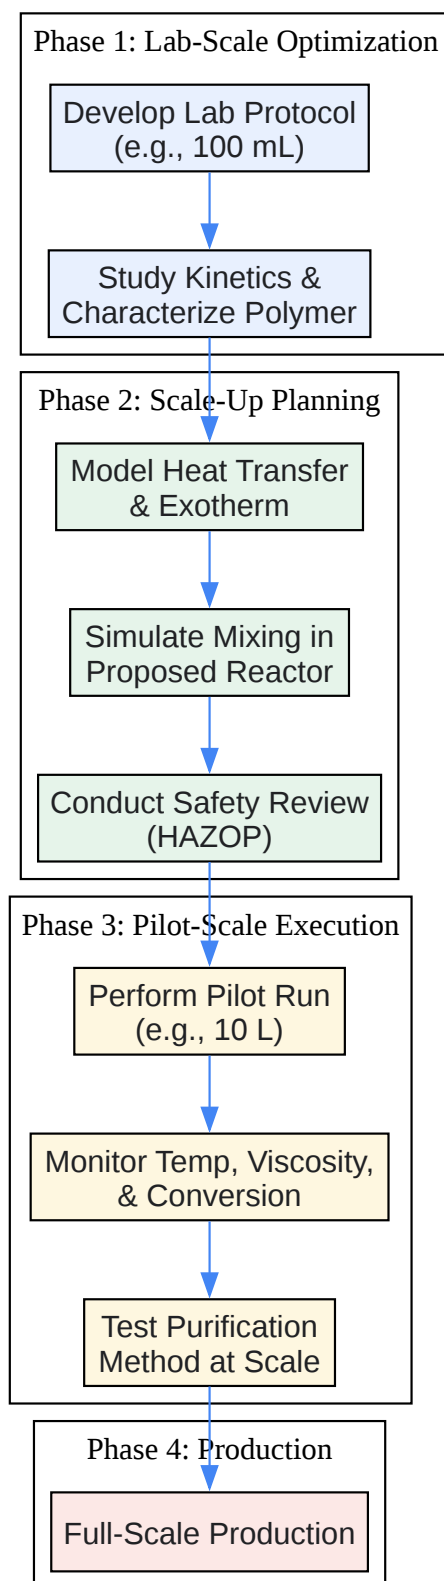 Phase 1: Lab-Scale Optimization
Develop Lab Protocol
(e.g., 100 mL)
Study Kinetics &
Characterize Polymer
Phase 2: Scale-Up Planning
Model Heat Transfer
& Exotherm
Simulate Mixing in
Proposed Reactor
Conduct Safety Review
(HAZOP)
Phase 3: Pilot-Scale Execution
Perform Pilot Run
(e.g., 10 L)
Monitor Temp, Viscosity,
& Conversion
Test Purification
Method at Scale
Phase 4: Production
Full-Scale Production